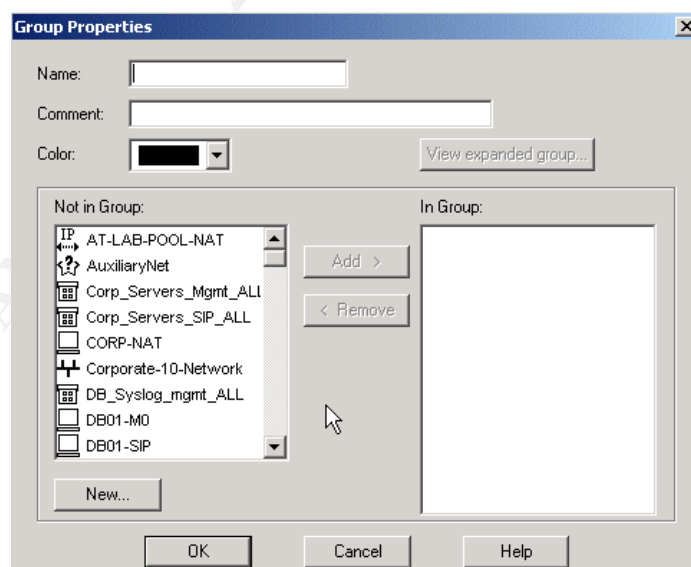 Group Properties
Name:
Comment:
Color:
View expanded group...
Not in Group:
In Group:
IP AT-LAB-POOL-NAT
<?> AuxiliaryNet
Corp_Servers_Mgmt_ALL
Corp_Servers_SIP_ALL
CORP-NAT
Corporate-10-Network
DB_Syslog_mgmt_ALL
DB01-M0
DB01-SIP
Add >
< Remove
New...
OK
Cancel
Help